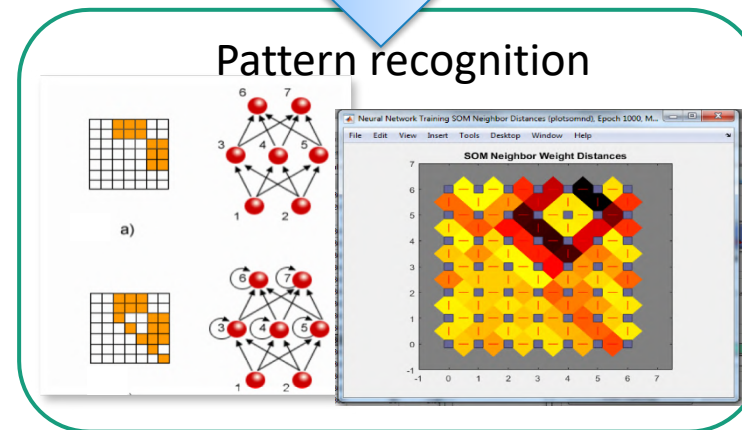 Pattern recognition
6 7
3 4 5
1 2
a)
6 7
3 4 5
1 2
Neural Network Training SOM Neighbor Distances (plotsomnd), Epoch 1000, M...
File Edit View Insert Tools Desktop Window Help
SOM Neighbor Weight Distances
7
6
5
4
3
2
1
0
-1
-1 0 1 2 3 4 5 6 7